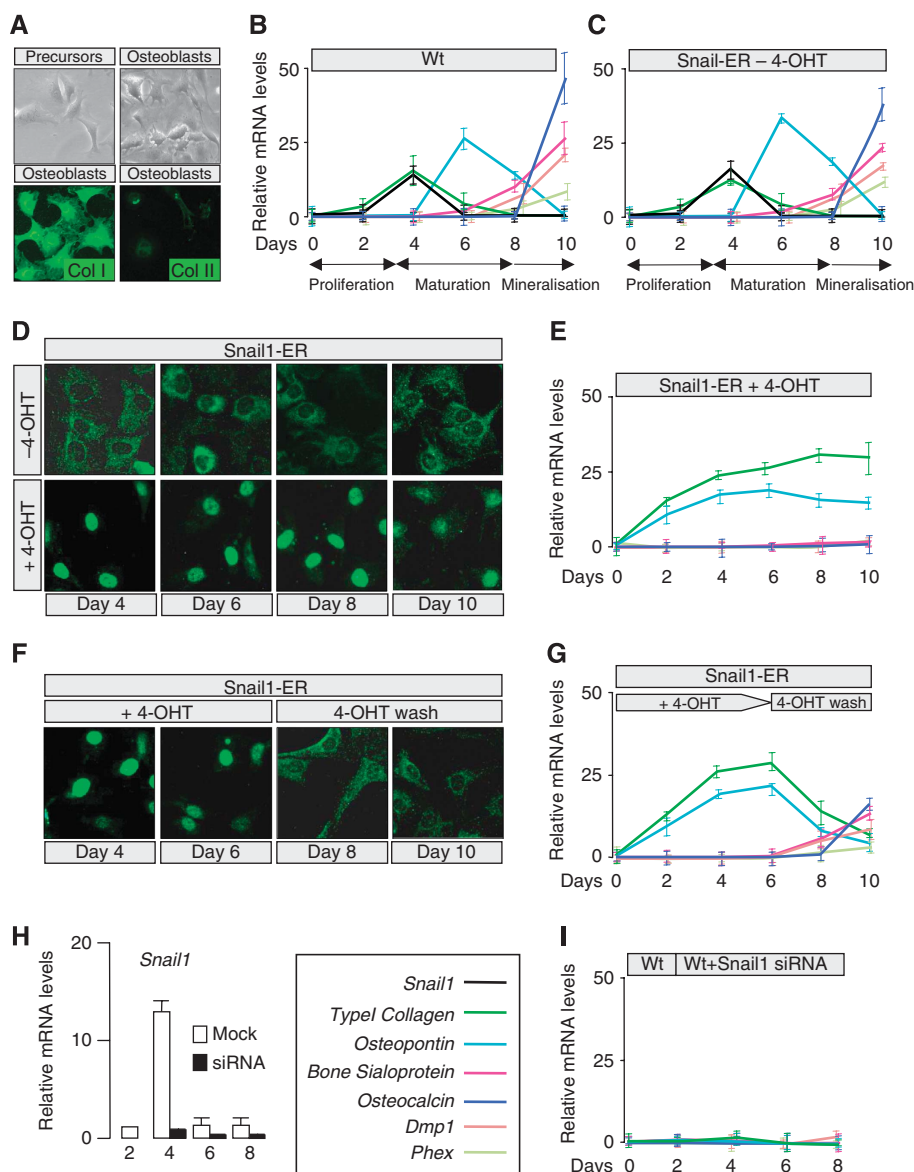 A
Precursors
Osteoblasts
Osteoblasts
Osteoblasts
Col I
Col II
B
Relative mRNA levels
Wt
50
25
0
Days
0 2 4 6 8 10
Proliferation Maturation Mineralisation
C
Snail-ER – 4-OHT
50
25
0
Days
0 2 4 6 8 10
Proliferation Maturation Mineralisation
D
Snail1-ER
–4-OHT
+ 4-OHT
Day 4 Day 6 Day 8 Day 10
E
Relative mRNA levels
Snail1-ER + 4-OHT
50
25
0
Days
0 2 4 6 8 10
F
Snail1-ER
+ 4-OHT 4-OHT wash
Day 4 Day 6 Day 8 Day 10
G
Relative mRNA levels
Snail1-ER
+ 4-OHT 4-OHT wash
50
25
0
Days
0 2 4 6 8 10
H
Relative mRNA levels
Snail1
20
10
0
Mock
siRNA
2 4 6 8
Snail1
TypeI Collagen
Osteopontin
Bone Sialoprotein
Osteocalcin
Dmp1
Phex
I
Relative mRNA levels
Wt Wt+Snail1 siRNA
50
25
0
Days
0 2 4 6 8